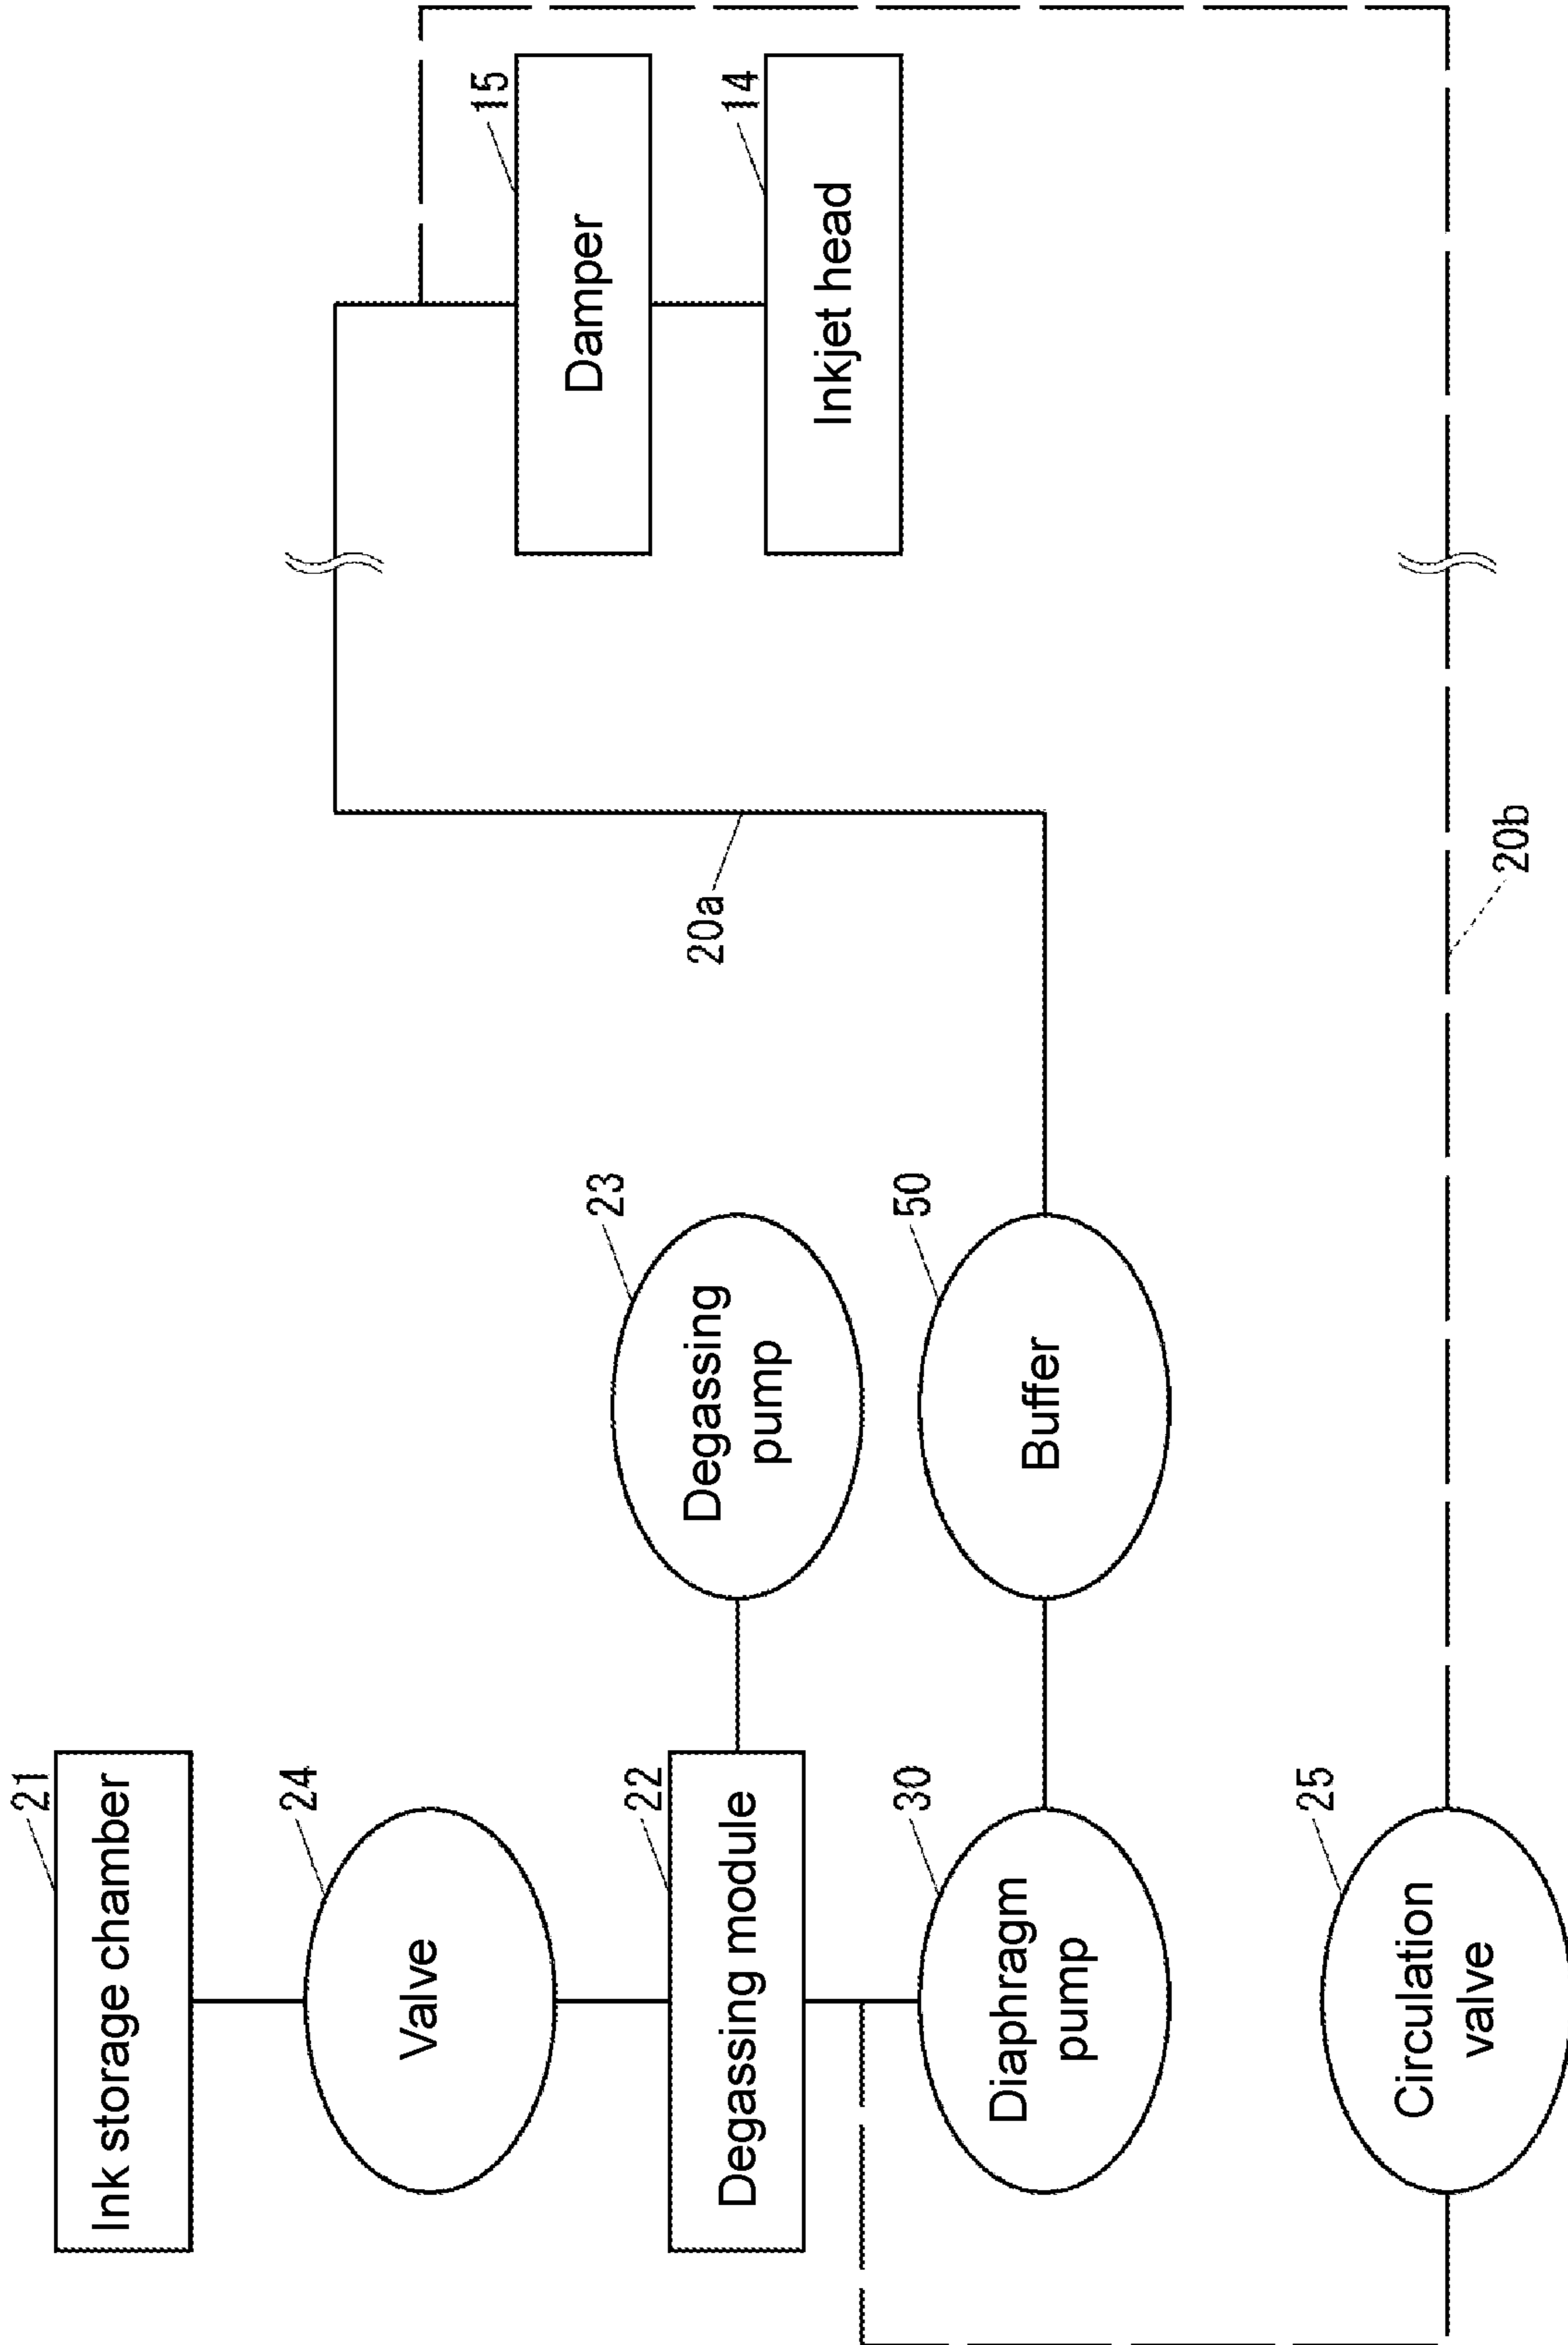 21
Ink storage chamber
24
Valve
22
Degassing module
23
Degassing
pump
30
Diaphragm
pump
50
Buffer
25
Circulation
valve
20a
20b
15
Damper
14
Inkjet head